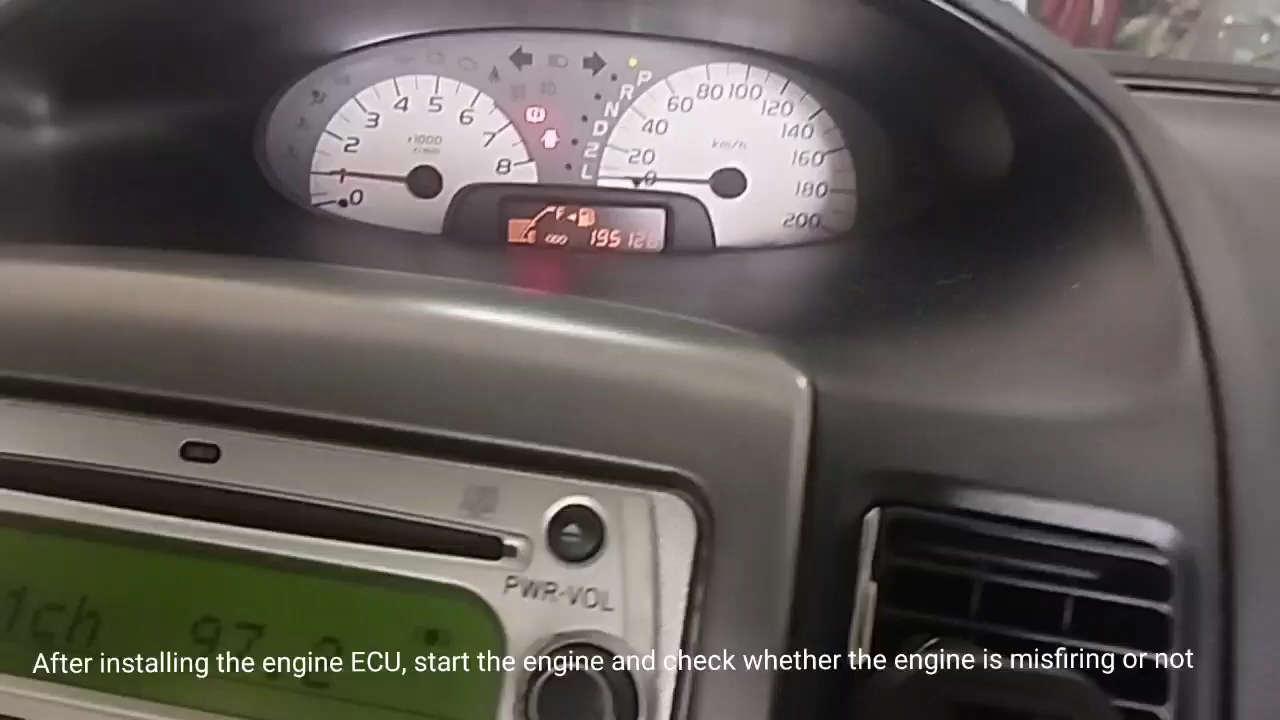 0 1 2 3 4 5 6 7 8
x1000
r/min
P
R
N
D
2
L
0 20 40 60 80 100 120 140 160 180 200
km/h
F
E
PWR-VOL
1ch 97.
After installing the engine ECU, start the engine and check whether the engine is misfiring or not